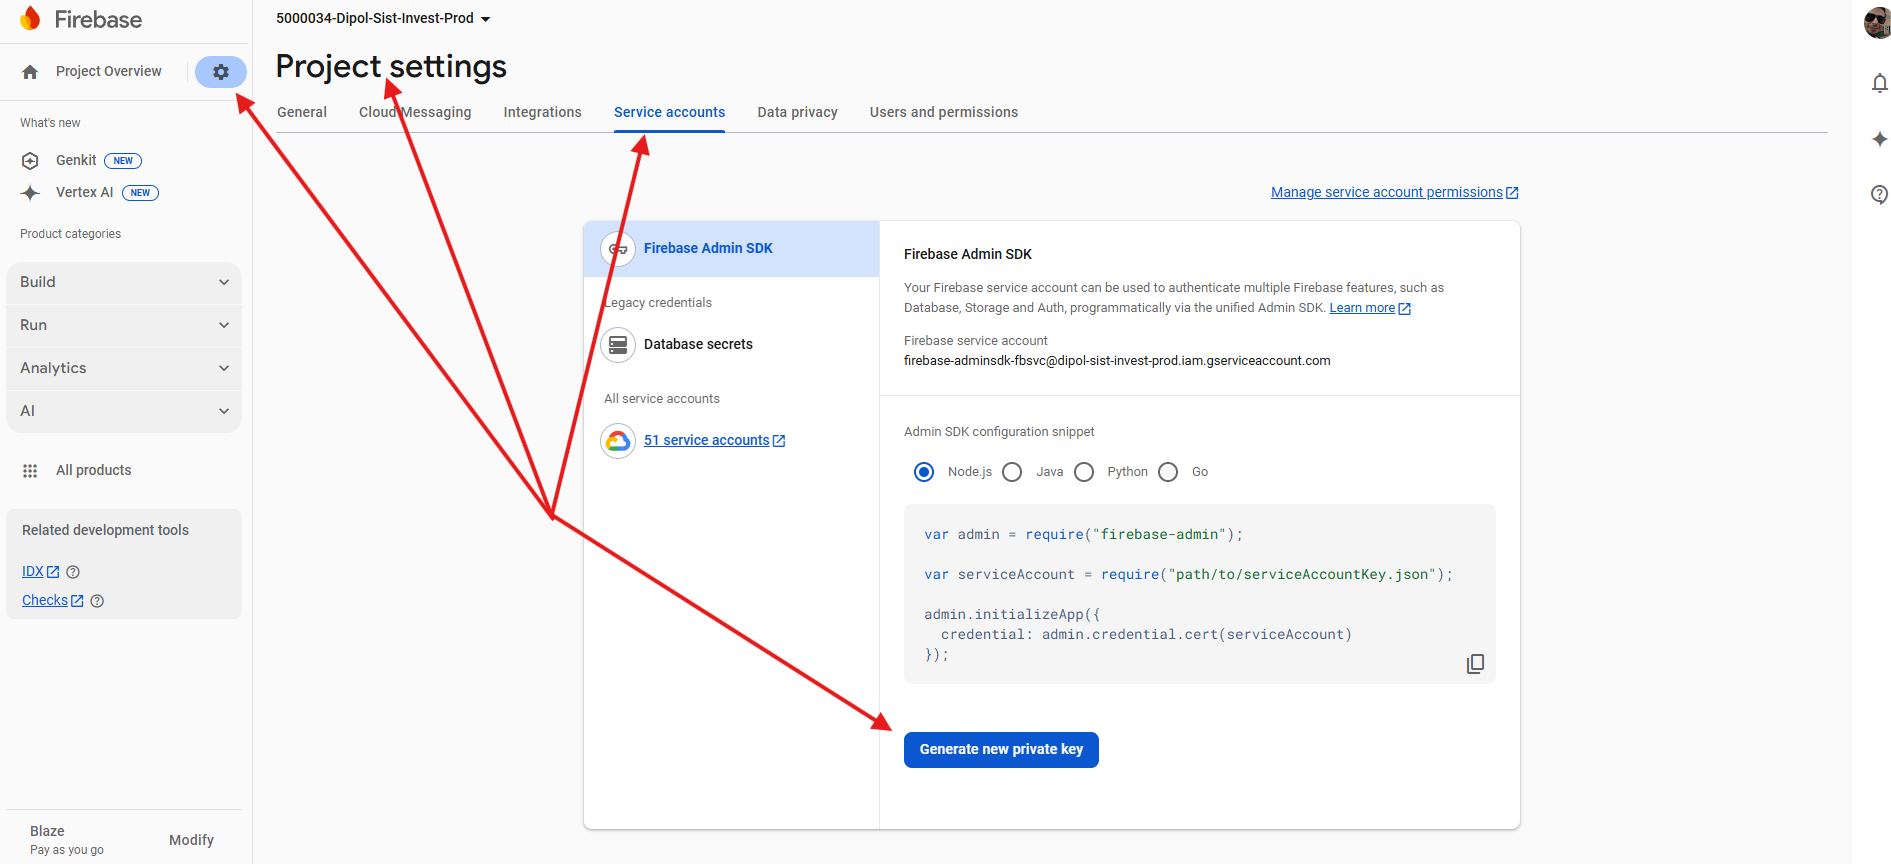 Firebase
5000034-Dipol-Sist-Invest-Prod
Project Overview
Project settings
General Cloud Messaging Integrations Service accounts Data privacy Users and permissions
What's new
Genkit NEW
Vertex AI NEW
Product categories
Build
Run
Analytics
AI
All products
Related development tools
IDX
Checks
Blaze
Pay as you go
Modify
Manage service account permissions
Firebase Admin SDK
Legacy credentials
Database secrets
All service accounts
51 service accounts
Firebase Admin SDK
Your Firebase service account can be used to authenticate multiple Firebase features, such as
Database, Storage and Auth, programmatically via the unified Admin SDK. Learn more
Firebase service account
firebase-adminsdk-fbsvc@dipol-sist-invest-prod.iam.gserviceaccount.com
Admin SDK configuration snippet
Node.js Java Python Go
var admin = require("firebase-admin");
var serviceAccount = require("path/to/serviceAccountKey.json");
admin.initializeApp({
  credential: admin.credential.cert(serviceAccount)
});
Generate new private key